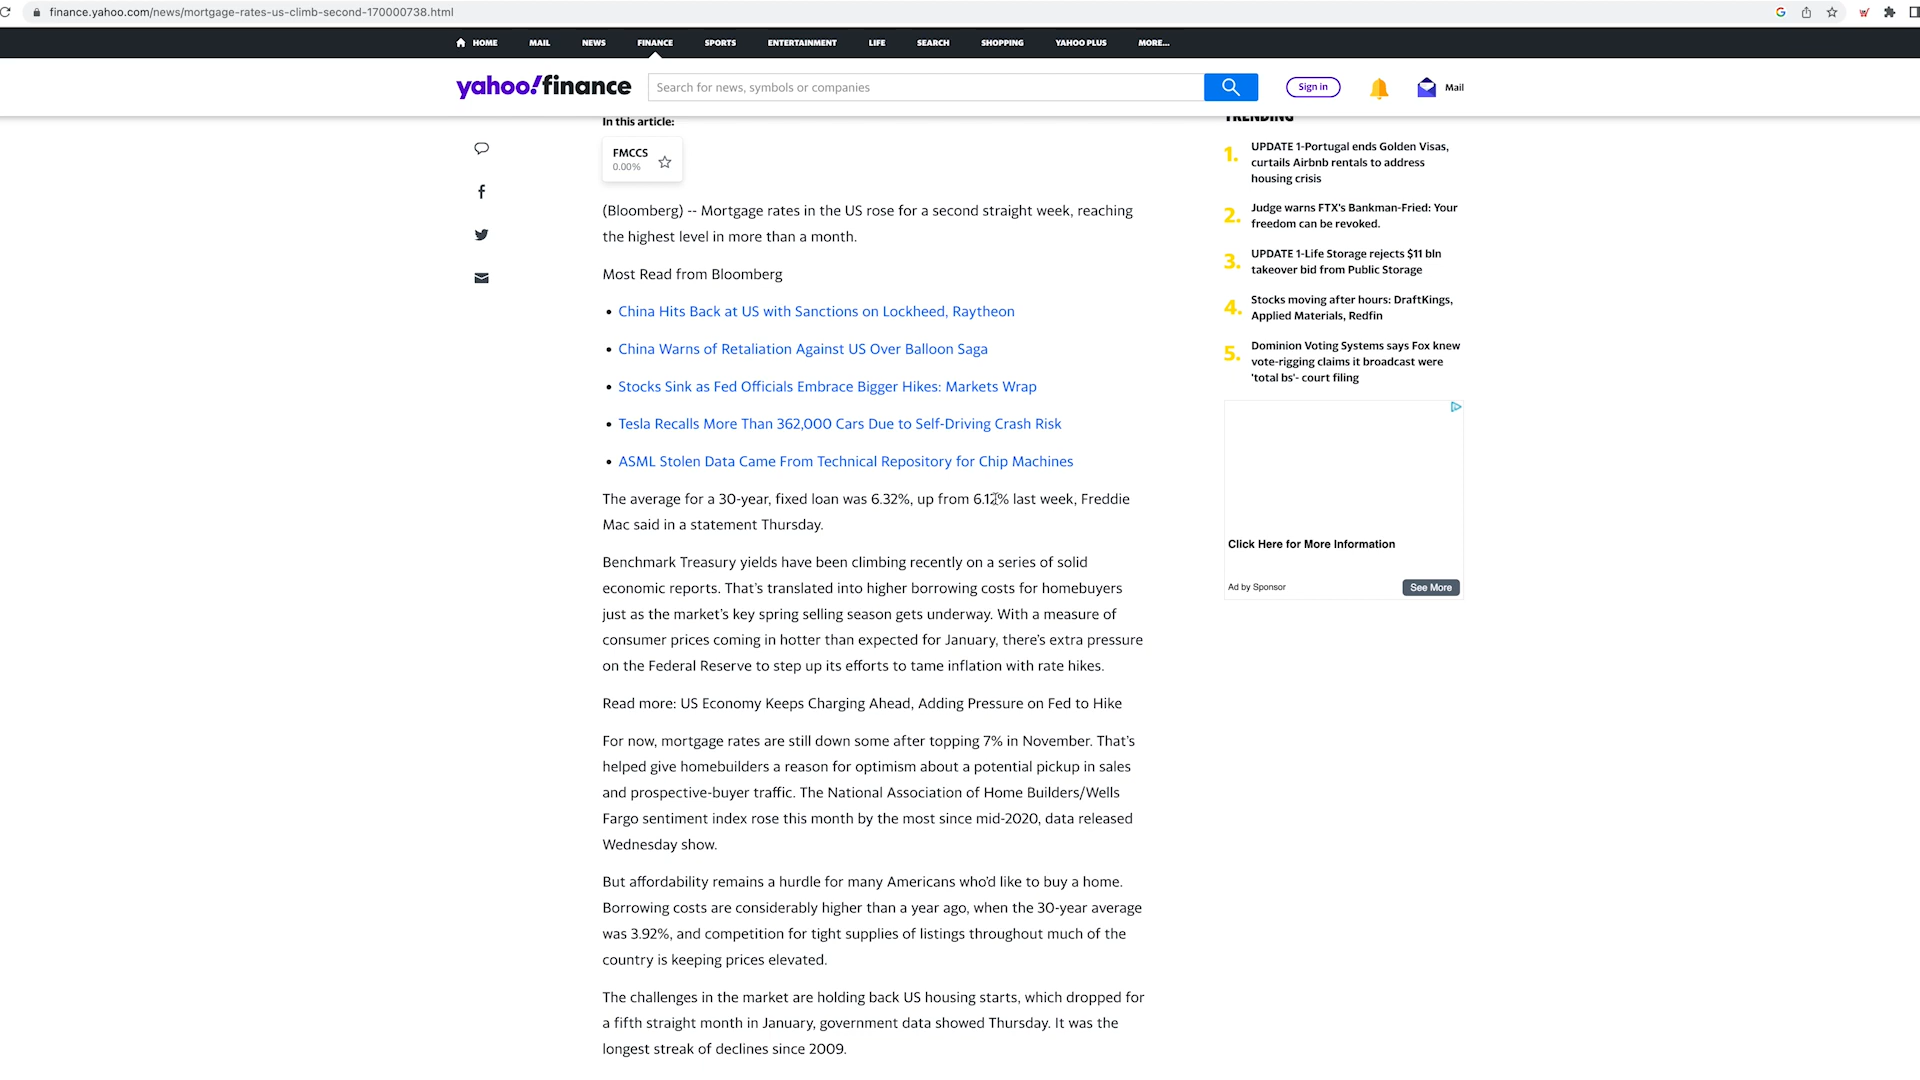 finance.yahoo.com/news/mortgage-rates-us-climb-second-170000738.html
HOME MAIL NEWS FINANCE SPORTS ENTERTAINMENT LIFE SEARCH SHOPPING YAHOO PLUS MORE...
yahoo!finance
Search for news, symbols or companies
Sign in
Mail
In this article:
FMCCS
0.00%
(Bloomberg) -- Mortgage rates in the US rose for a second straight week, reaching
the highest level in more than a month.
Most Read from Bloomberg
• China Hits Back at US with Sanctions on Lockheed, Raytheon
• China Warns of Retaliation Against US Over Balloon Saga
• Stocks Sink as Fed Officials Embrace Bigger Hikes: Markets Wrap
• Tesla Recalls More Than 362,000 Cars Due to Self-Driving Crash Risk
• ASML Stolen Data Came From Technical Repository for Chip Machines
The average for a 30-year, fixed loan was 6.32%, up from 6.12% last week, Freddie
Mac said in a statement Thursday.
Benchmark Treasury yields have been climbing recently on a series of solid
economic reports. That's translated into higher borrowing costs for homebuyers
just as the market's key spring selling season gets underway. With a measure of
consumer prices coming in hotter than expected for January, there's extra pressure
on the Federal Reserve to step up its efforts to tame inflation with rate hikes.
Read more: US Economy Keeps Charging Ahead, Adding Pressure on Fed to Hike
For now, mortgage rates are still down some after topping 7% in November. That's
helped give homebuilders a reason for optimism about a potential pickup in sales
and prospective-buyer traffic. The National Association of Home Builders/Wells
Fargo sentiment index rose this month by the most since mid-2020, data released
Wednesday show.
But affordability remains a hurdle for many Americans who'd like to buy a home.
Borrowing costs are considerably higher than a year ago, when the 30-year average
was 3.92%, and competition for tight supplies of listings throughout much of the
country is keeping prices elevated.
The challenges in the market are holding back US housing starts, which dropped for
a fifth straight month in January, government data showed Thursday. It was the
longest streak of declines since 2009.
TRENDING
1. UPDATE 1-Portugal ends Golden Visas,
curtails Airbnb rentals to address
housing crisis
2. Judge warns FTX's Bankman-Fried: Your
freedom can be revoked.
3. UPDATE 1-Life Storage rejects $11 bln
takeover bid from Public Storage
4. Stocks moving after hours: DraftKings,
Applied Materials, Redfin
5. Dominion Voting Systems says Fox knew
vote-rigging claims it broadcast were
'total bs'- court filing
Click Here for More Information
Ad by Sponsor
See More